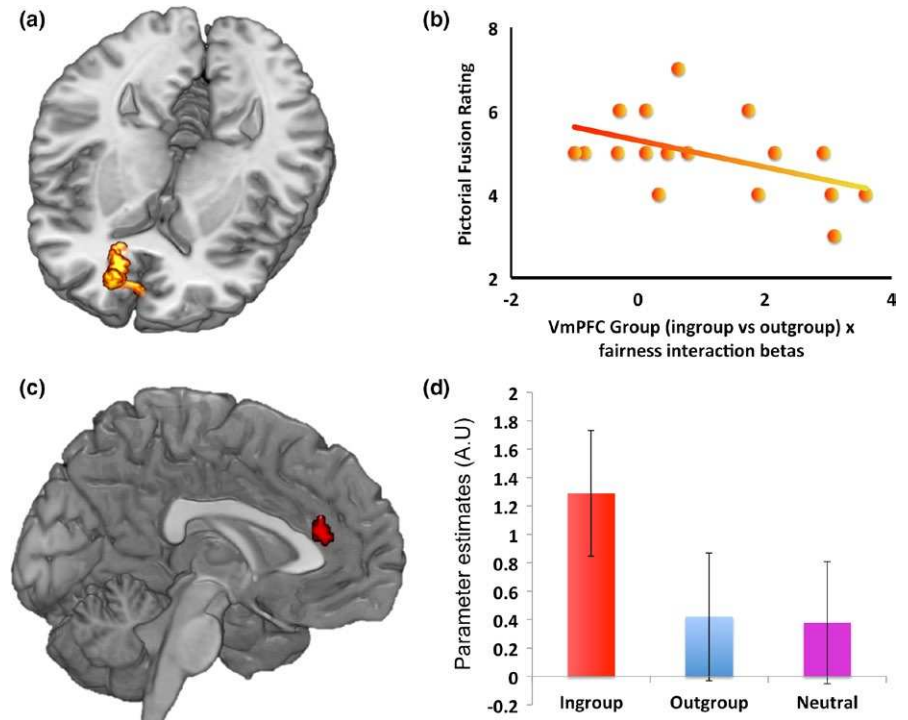 (a)
(b)
8
6
4
2
-2
0
2
4
Pictorial Fusion Rating
VmPFC Group (ingroup vs outgroup) x
fairness interaction betas
(c)
(d)
2
1.8
1.6
1.4
1.2
1
0.8
0.6
0.4
0.2
0
-0.2
Parameter estimates (A.U)
Ingroup
Outgroup
Neutral